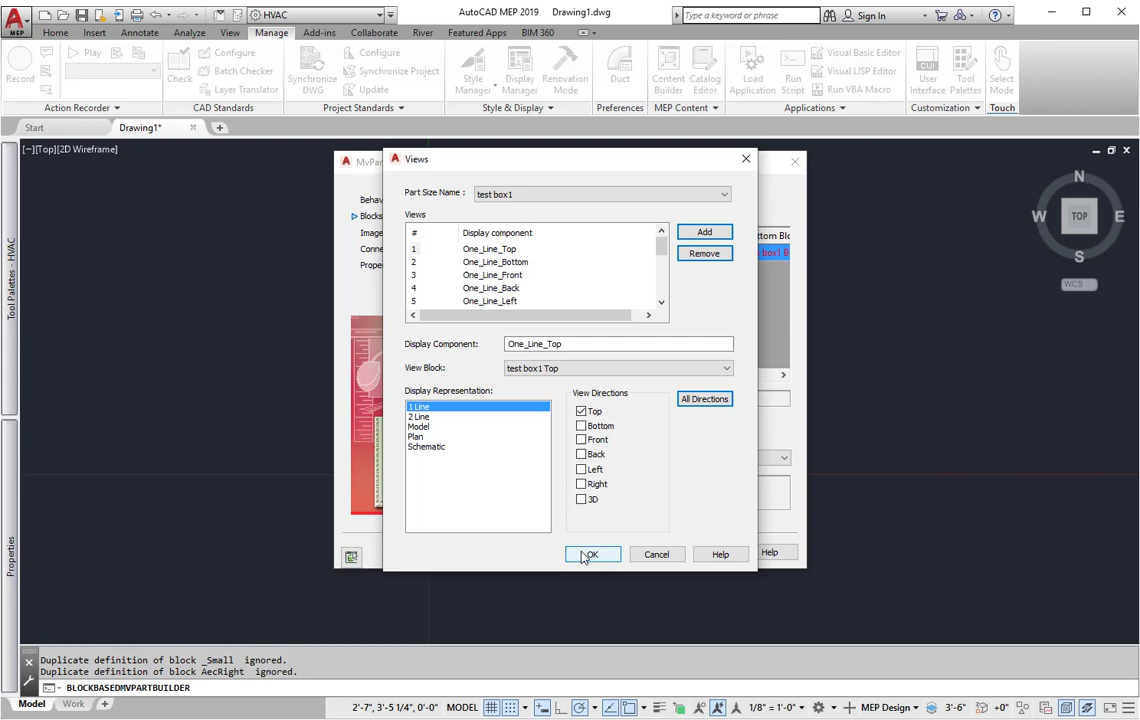 HVAC
AutoCAD MEP 2019 Drawing1.dwg
Type a keyword or phrase
Sign In
MEP
Home Insert Annotate Analyze View Manage Add-ins Collaborate River Featured Apps BIM 360
Record
Play
Check
Configure
Batch Checker
Layer Translator
Synchronize
DWG
Configure
Synchronize Project
Update
Style
Manager
Display
Manager
Renovation
Mode
Duct
Content
Builder
Catalog
Editor
Load
Application
Run
Script
Visual Basic Editor
Visual LISP Editor
Run VBA Macro
User
Interface
Tool
Palettes
Select
Mode
Action Recorder CAD Standards Project Standards Style & Display Preferences MEP Content Applications Customization Touch
Start Drawing1*
[−][Top][2D Wireframe]
Tool Palettes - HVAC
Properties
MvPar
Behav
Blocks
Image
Conne
Proper
Views
Part Size Name : test box1
Views
# Display component
1 One_Line_Top
2 One_Line_Bottom
3 One_Line_Front
4 One_Line_Back
5 One_Line_Left
Add
Remove
Display Component: One_Line_Top
View Block: test box1 Top
Display Representation:
1 Line
2 Line
Model
Plan
Schematic
View Directions
Top
Bottom
Front
Back
Left
Right
3D
All Directions
OK Cancel Help
ttom Blo
box1 B
Help
N
W TOP E
S
WCS
Duplicate definition of block _Small ignored.
Duplicate definition of block AecRight ignored.
BLOCKBASEDMVPARTBUILDER
Model Work
2'-7", 3'-5 1/4", 0'-0" MODEL 1/8" = 1'-0" MEP Design 3'-6" +0"